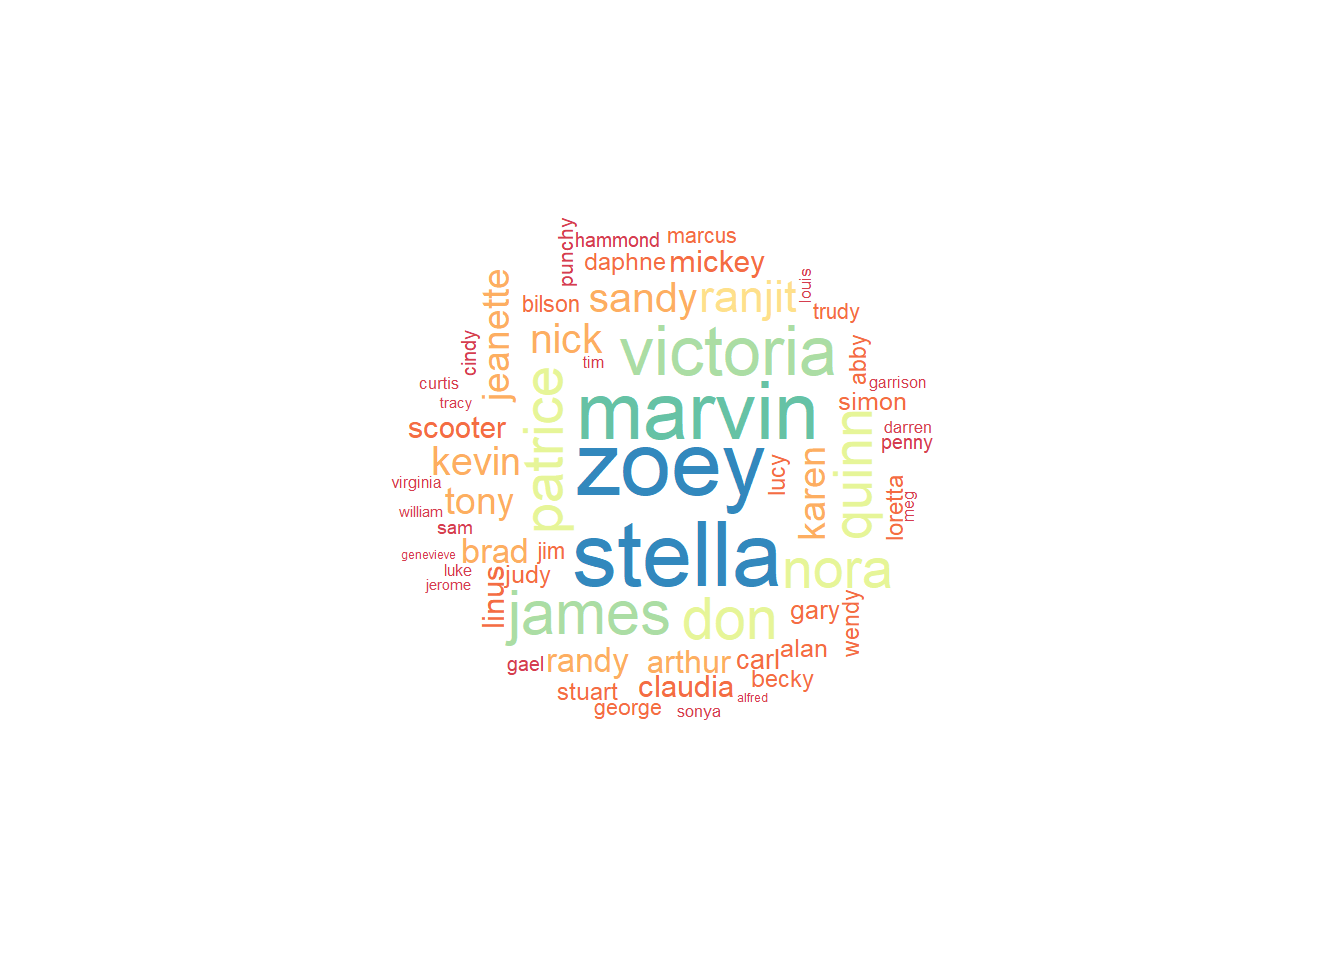 punchy
hammond
marcus
daphne
mickey
louis
jeanette
bilson
sandy
ranjit
trudy
cindy
nick
tim
victoria
abby
curtis
tracy
garrison
simon
patrice
marvin
scooter
quinn
darren
penny
kevin
zoey
lucy
karen
virginia
tony
loretta
meg
william
sam
genevieve
brad
jim
stella
nora
luke
judy
jerome
linus
james
don
gary
wendy
gael
randy
arthur
carl
alan
stuart
claudia
becky
george
sonya
alfred